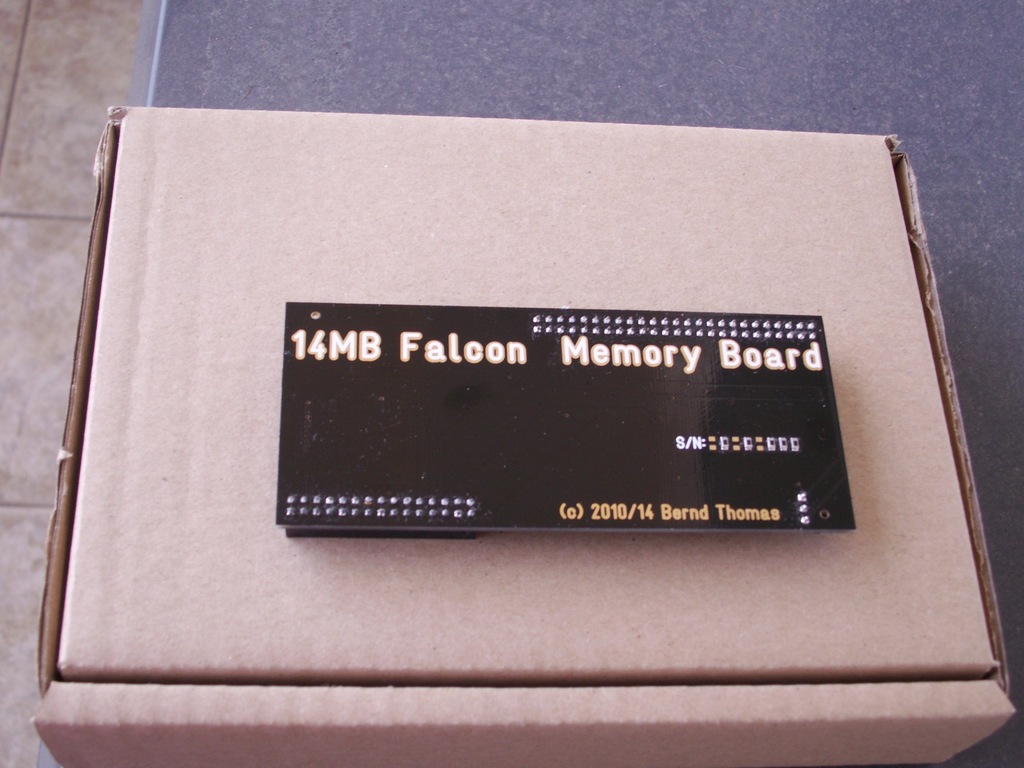 14MB Falcon Memory Board
S/N:
(c) 2010/14 Bernd Thomas